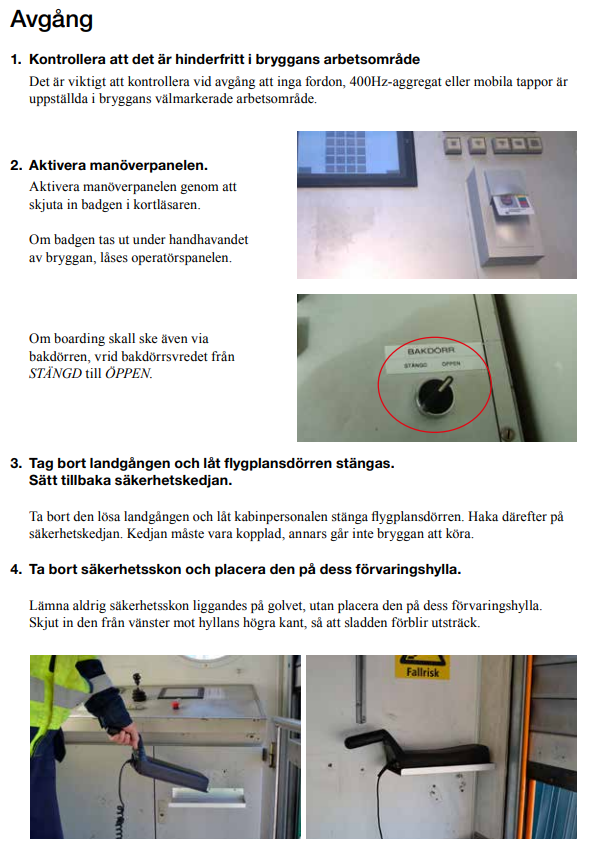 Avgång
1. Kontrollera att det är hinderfritt i bryggans arbetsområde
Det är viktigt att kontrollera vid avgång att inga fordon, 400Hz-aggregat eller mobila tappor är
uppställda i bryggans välmarkerade arbetsområde.
2. Aktivera manöverpanelen.
Aktivera manöverpanelen genom att
skjuta in badgen i kortläsaren.
Om badgen tas ut under handhavandet
av bryggan, låses operatörspanelen.
Om boarding skall ske även via
bakdörren, vrid bakdörrsvredet från
STÄNGD till ÖPPEN.
BAKDÖRR
STÄNGD ÖPPEN
3. Tag bort landgången och låt flygplansdörren stängas.
Sätt tillbaka säkerhetskedjan.
Ta bort den lösa landgången och låt kabinpersonalen stänga flygplansdörren. Haka därefter på
säkerhetskedjan. Kedjan måste vara kopplad, annars går inte bryggan att köra.
4. Ta bort säkerhetsskon och placera den på dess förvaringshylla.
Lämna aldrig säkerhetsskon liggandes på golvet, utan placera den på dess förvaringshylla.
Skjut in den från vänster mot hyllans högra kant, så att sladden förblir utsträck.
Fallrisk